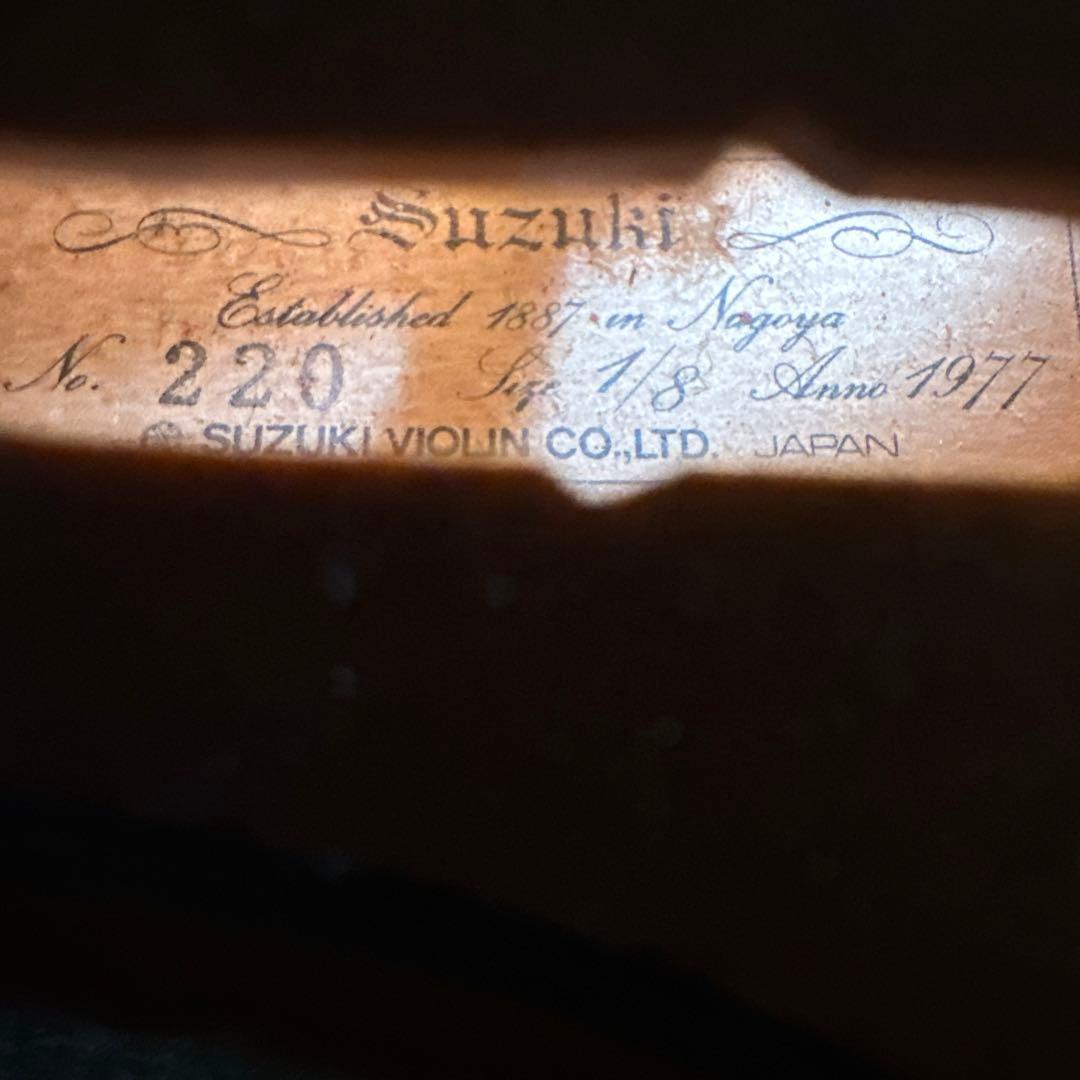 Suzuki
Established 1887 in Nagoya
No. 220 Size 1/8 Anno 1977
SUZUKI VIOLIN CO.,LTD. JAPAN